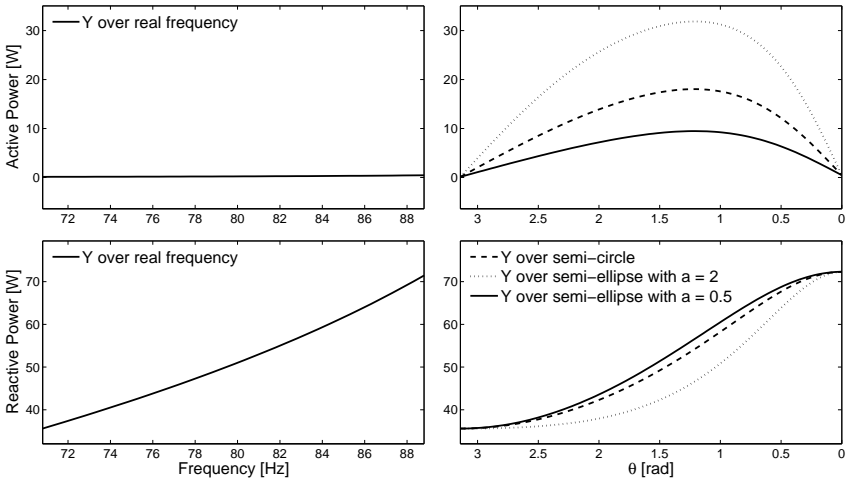 Y over real frequency
Active Power [W]
30
20
10
0
72 74 76 78 80 82 84 86 88
30
20
10
0
3 2.5 2 1.5 1 0.5 0
Y over real frequency
Reactive Power [W]
70
60
50
40
72 74 76 78 80 82 84 86 88
Frequency [Hz]
Y over semi-circle
Y over semi-ellipse with a = 2
Y over semi-ellipse with a = 0.5
70
60
50
40
3 2.5 2 1.5 1 0.5 0
θ [rad]